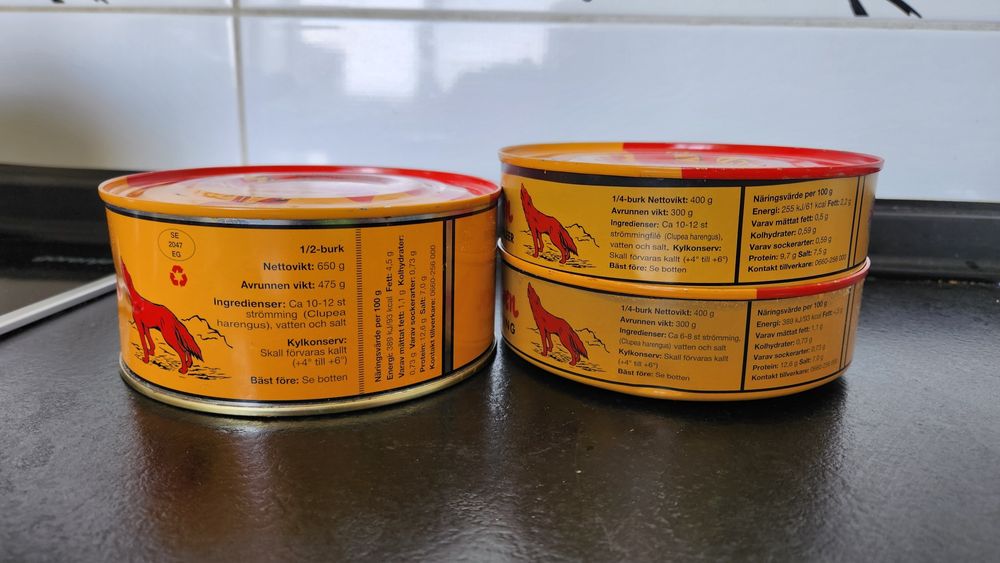 SE
2047
EG
1/2-burk
Nettovikt: 650 g
Avrunnen vikt: 475 g
Ingredienser: Ca 10-12 st
strömming (Clupea
harengus), vatten och salt
Kylkonserv:
Skall förvaras kallt
(+4° till +6°)
Bäst före: Se botten
Näringsvärde per 100 g
Energi: 389 kJ/93 kcal Fett: 4,5 g
Varav mättat fett: 1,1 g Kolhydrater:
0,73 g Varav sockerarter: 0,73 g
Protein: 12,6 g Salt: 7,0 g
Kontakt tillverkare: 0660-256 000
1/4-burk Nettovikt: 400 g
Avrunnen vikt: 300 g
Ingredienser: Ca 10-12 st
strömmingfilé (Clupea harengus),
vatten och salt, Kylkonserv:
Skall förvaras kallt (+4° till +6°)
Bäst före: Se botten
Näringsvärde per 100 g
Energi: 255 kJ/61 kcal Fett: 2,2 g
Varav mättat fett: 0,5 g
Kolhydrater: 0,59 g
Varav sockerarter: 0,59 g
Protein: 9,7 g Salt: 7,5 g
Kontakt tillverkare: 0660-256 000
1/4-burk Nettovikt: 400 g
Avrunnen vikt: 300 g
Ingredienser: Ca 6-8 st strömming
(Clupea harengus) vatten och salt
Kylkonserv: Skall förvaras kallt
(+4° till +6°)
Bäst före: Se botten
Näringsvärde per 100 g
Energi: 389 kJ/93 kcal Fett:
Varav mättat fett: 1,1 g
Kolhydrater: 0,73 g
Varav sockerarter: 0,73 g
Protein: 12,6 g Salt: 7,0 g
Kontakt tillverkare: 0660-256 000